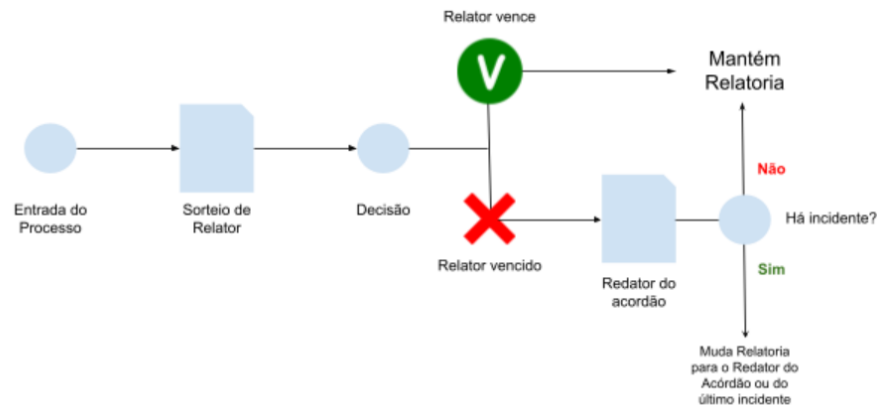 Relator vence
V
Mantém
Relatoria
Entrada do
Processo
Sorteio de
Relator
Decisão
Relator vencido
Não
Há incidente?
Sim
Redator do
acordão
Muda Relatoria
para o Redator do
Acórdão ou do
último incidente